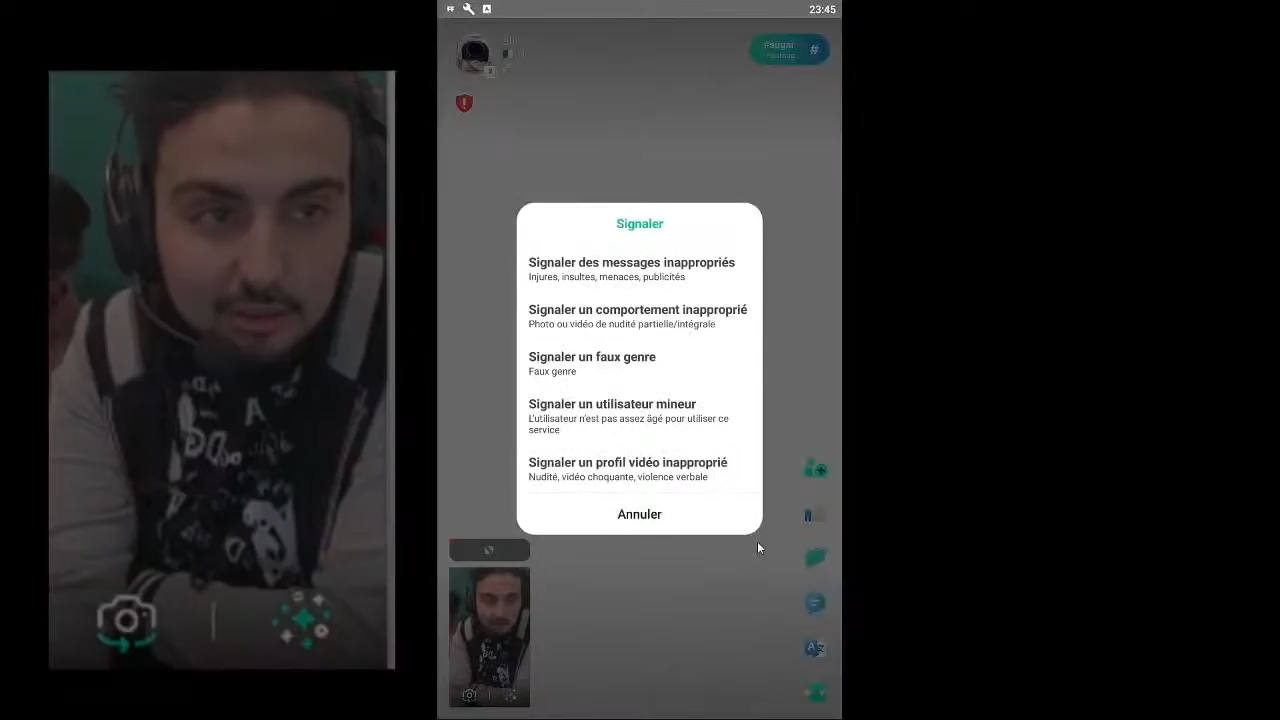 23:45
#sugar
Signaler
Signaler des messages inappropriés
Injures, insultes, menaces, publicités
Signaler un comportement inapproprié
Photo ou vidéo de nudité partielle/intégrale
Signaler un faux genre
Faux genre
Signaler un utilisateur mineur
L'utilisateur n'est pas assez âgé pour utiliser ce
service
Signaler un profil vidéo inapproprié
Nudité, vidéo choquante, violence verbale
Annuler